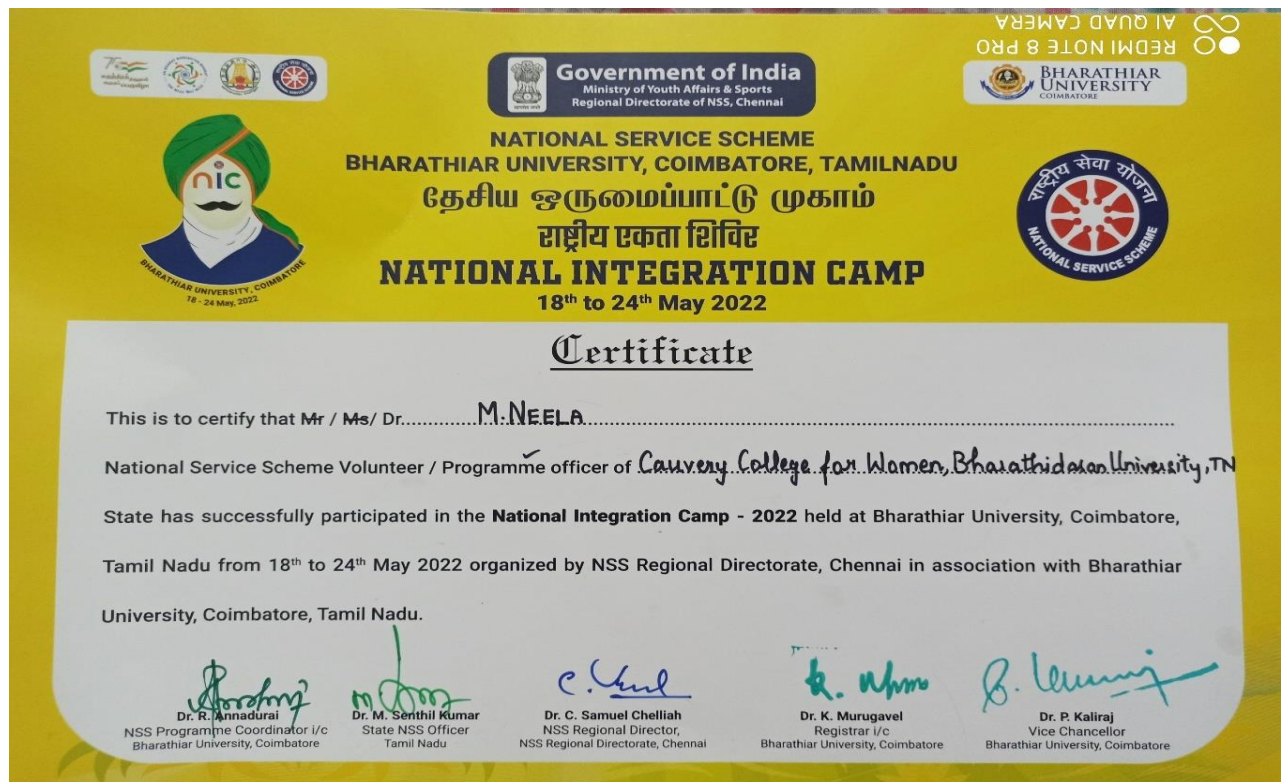 REDMI NOTE 8 PRO
AI QUAD CAMERA
Government of India
Ministry of Youth Affairs & Sports
Regional Directorate of NSS, Chennai
BHARATHIAR
UNIVERSITY
COIMBATORE
NATIONAL SERVICE SCHEME
BHARATHIAR UNIVERSITY, COIMBATORE, TAMILNADU
தேசிய ஒருமைப்பாட்டு முகாம்
राष्ट्रीय एकता शिविर
NATIONAL INTEGRATION CAMP
18th to 24th May 2022
nic
BHARATHIAR UNIVERSITY, COIMBATORE
18 - 24 May, 2022
राष्ट्रीय सेवा योजना
NATIONAL SERVICE SCHEME
Certificate
This is to certify that Mr / Ms/ Dr. M. NEELA
National Service Scheme Volunteer / Programme officer of Cauvery College for Women, Bharathidasan University, TN
State has successfully participated in the National Integration Camp - 2022 held at Bharathiar University, Coimbatore,
Tamil Nadu from 18th to 24th May 2022 organized by NSS Regional Directorate, Chennai in association with Bharathiar
University, Coimbatore, Tamil Nadu.
Dr. R. Annadurai
NSS Programme Coordinator i/c
Bharathiar University, Coimbatore
Dr. M. Senthil Kumar
State NSS Officer
Tamil Nadu
Dr. C. Samuel Chelliah
NSS Regional Director,
NSS Regional Directorate, Chennai
Dr. K. Murugavel
Registrar i/c
Bharathiar University, Coimbatore
Dr. P. Kaliraj
Vice Chancellor
Bharathiar University, Coimbatore